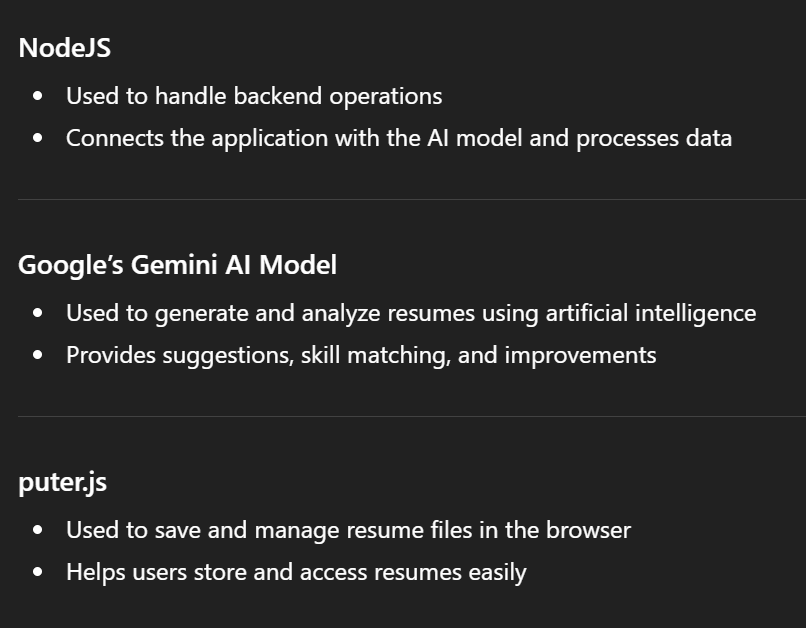 NodeJS
• Used to handle backend operations
• Connects the application with the AI model and processes data
Google’s Gemini AI Model
• Used to generate and analyze resumes using artificial intelligence
• Provides suggestions, skill matching, and improvements
puter.js
• Used to save and manage resume files in the browser
• Helps users store and access resumes easily